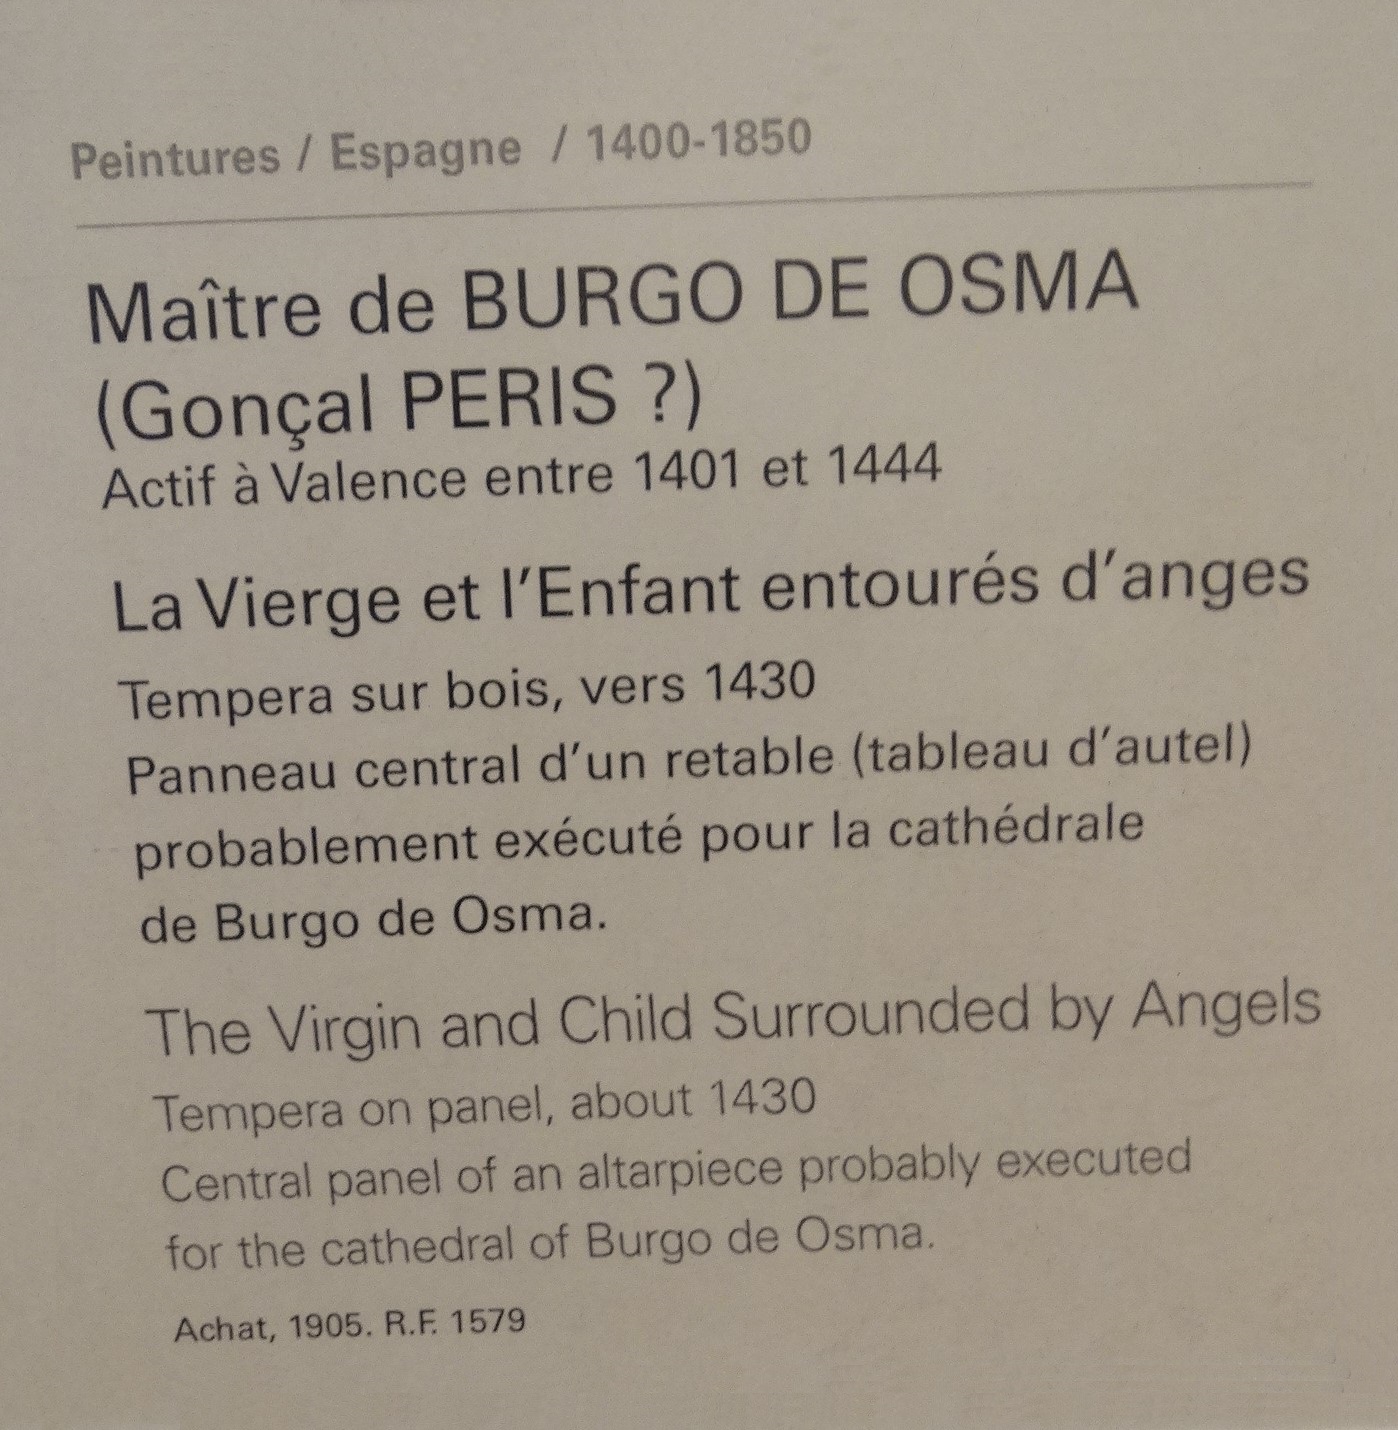 Peintures / Espagne / 1400-1850
Maître de BURGO DE OSMA
(Gonçal PERIS ?)
Actif à Valence entre 1401 et 1444
La Vierge et l'Enfant entourés d'anges
Tempera sur bois, vers 1430
Panneau central d'un retable (tableau d'autel)
probablement exécuté pour la cathédrale
de Burgo de Osma.
The Virgin and Child Surrounded by Angels
Tempera on panel, about 1430
Central panel of an altarpiece probably executed
for the cathedral of Burgo de Osma.
Achat, 1905. R.F. 1579